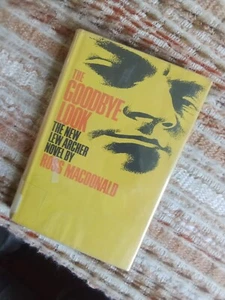 THE
GOODBYE
LOOK
THE NEW
LEW ARCHER
NOVEL BY
ROSS MACDONALD